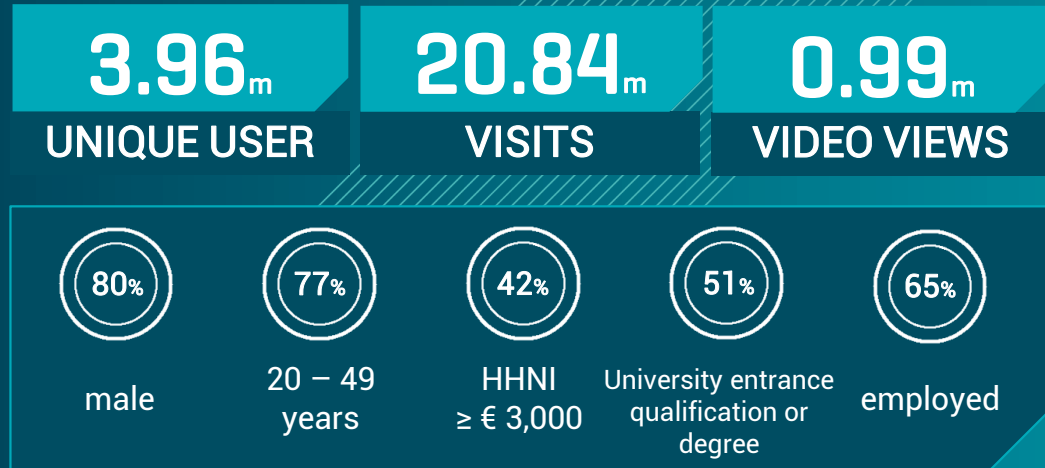 3.96m
UNIQUE USER
20.84m
VISITS
0.99m
VIDEO VIEWS
80%
male
77%
20 – 49
years
42%
HHNI
≥ € 3,000
51%
University entrance
qualification or
degree
65%
employed